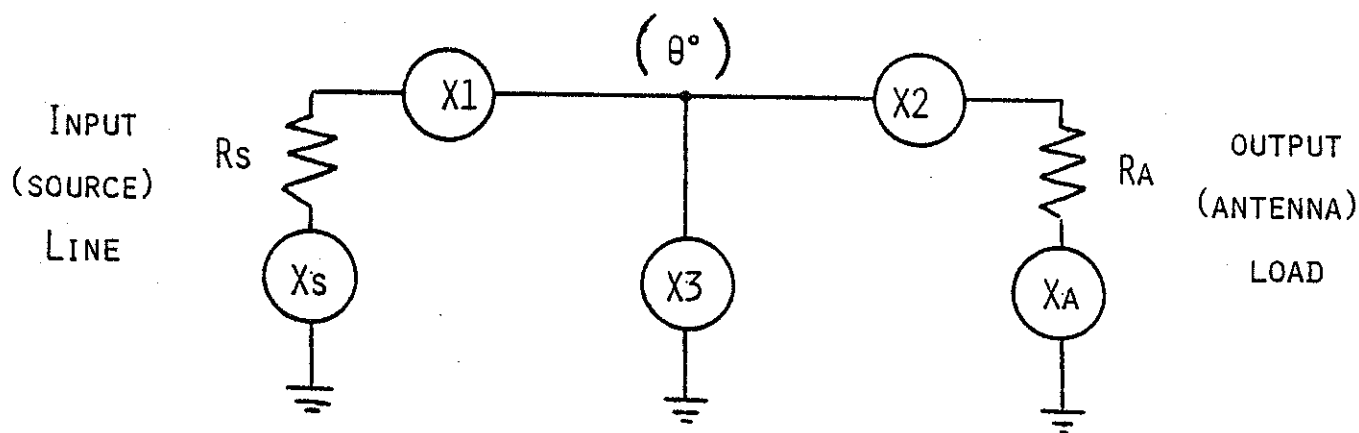 (θ°)
X1
X2
INPUT
(SOURCE)
LINE
RS
XS
X3
RA
XA
OUTPUT
(ANTENNA)
LOAD